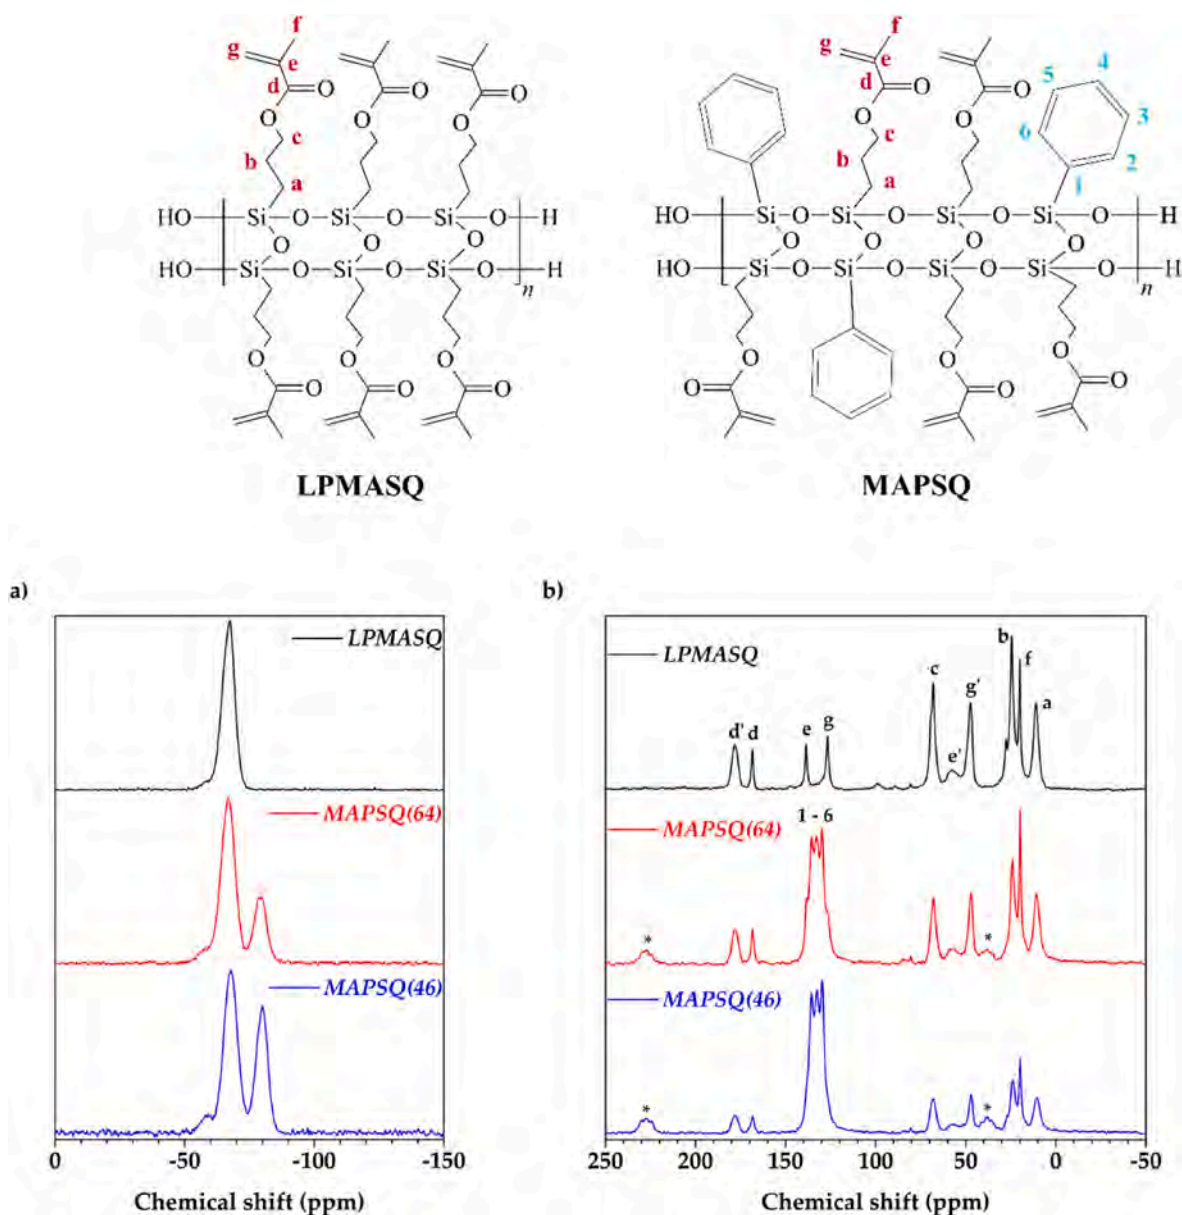 g f
e
d O
O
c
b
a
O O
O O
HO Si O Si O Si O H
O O O
HO Si O Si O Si O H
n
O O O
O O O
LPMASQ
g f
e
d O
O
c
b
a
O
O
5 4
3
6
2
1
HO Si O Si O Si O Si O H
O O O O
HO Si O Si O Si O Si O H
n
O O O
O O O
MAPSQ
a)
LPMASQ
MAPSQ(64)
MAPSQ(46)
0 -50 -100 -150
Chemical shift (ppm)
b)
LPMASQ
d' d e g c e' g' b f a
MAPSQ(64)
1 - 6
* *
MAPSQ(46)
* *
250 200 150 100 50 0 -50
Chemical shift (ppm)